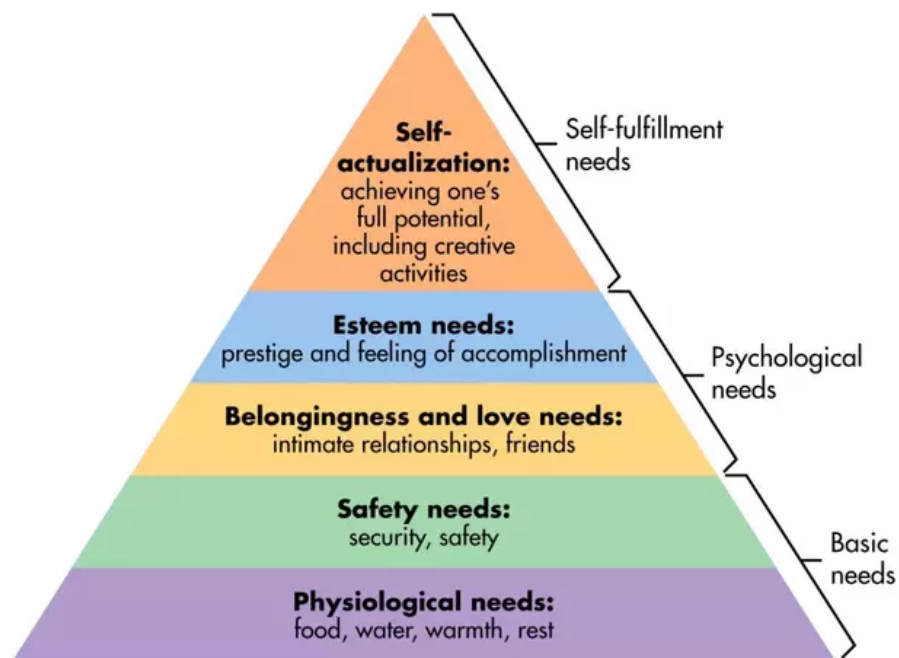 Self-
actualization:
achieving one's
full potential,
including creative
activities
Self-fulfillment
needs
Esteem needs:
prestige and feeling of accomplishment
Psychological
needs
Belongingness and love needs:
intimate relationships, friends
Safety needs:
security, safety
Basic
needs
Physiological needs:
food, water, warmth, rest